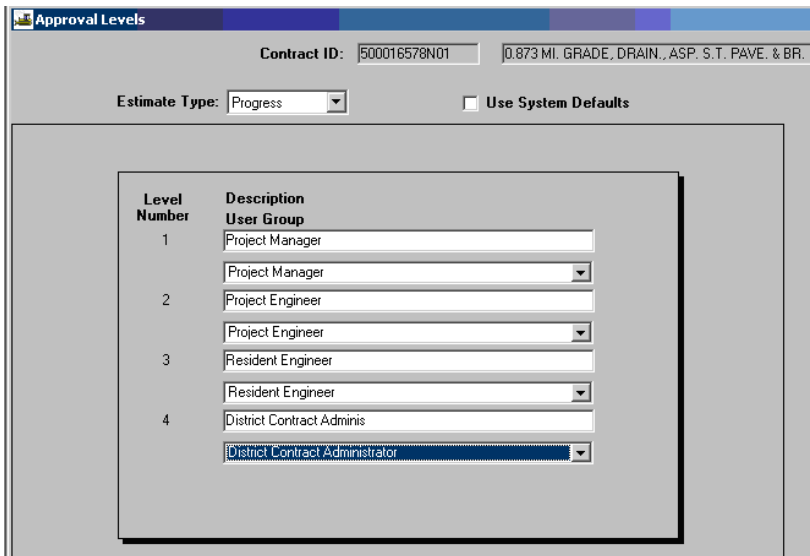 Approval Levels
Contract ID: 500016578N01 0.873 MI. GRADE, DRAIN., ASP. S.T. PAVE. & BR.
Estimate Type: Progress Use System Defaults
Level Number Description
User Group
1 Project Manager
Project Manager
2 Project Engineer
Project Engineer
3 Resident Engineer
Resident Engineer
4 District Contract Adminis
District Contract Administrator